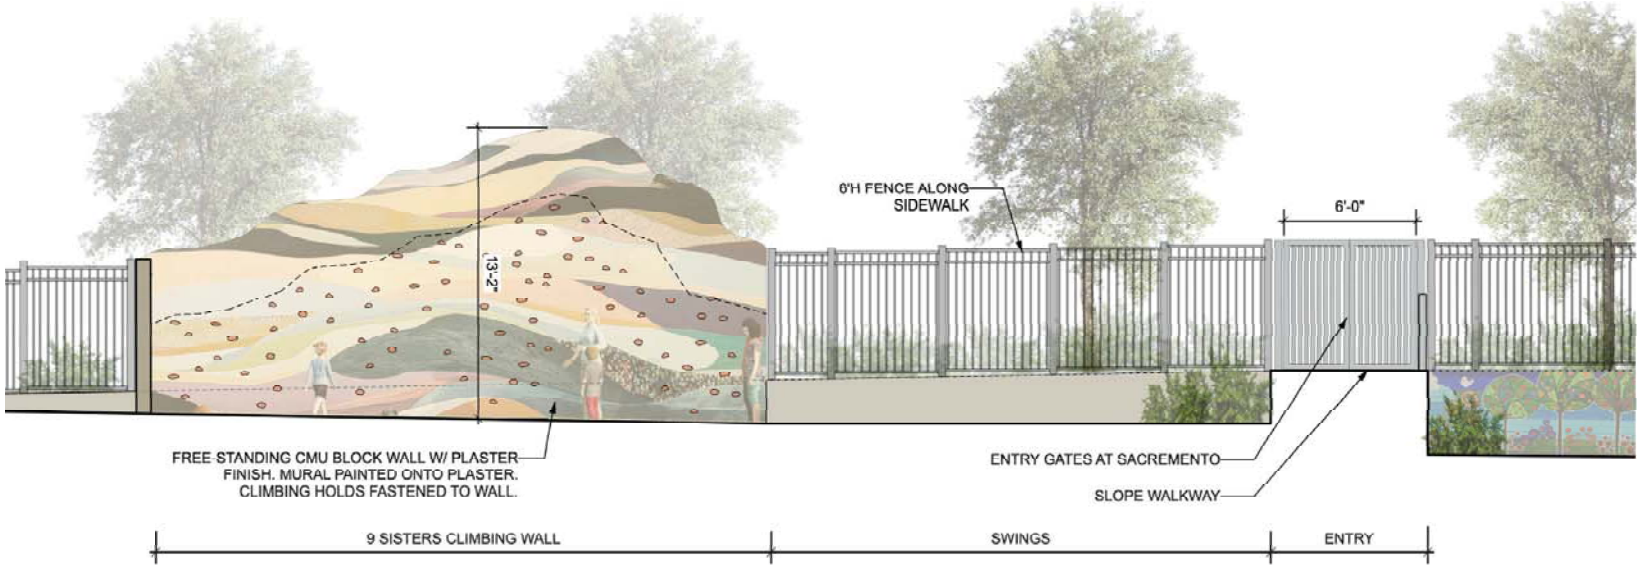 6'H FENCE ALONG
SIDEWALK
6'-0"
13'-2"
FREE STANDING CMU BLOCK WALL W/ PLASTER
FINISH. MURAL PAINTED ONTO PLASTER.
CLIMBING HOLDS FASTENED TO WALL.
ENTRY GATES AT SACREMENTO
SLOPE WALKWAY
9 SISTERS CLIMBING WALL
SWINGS
ENTRY